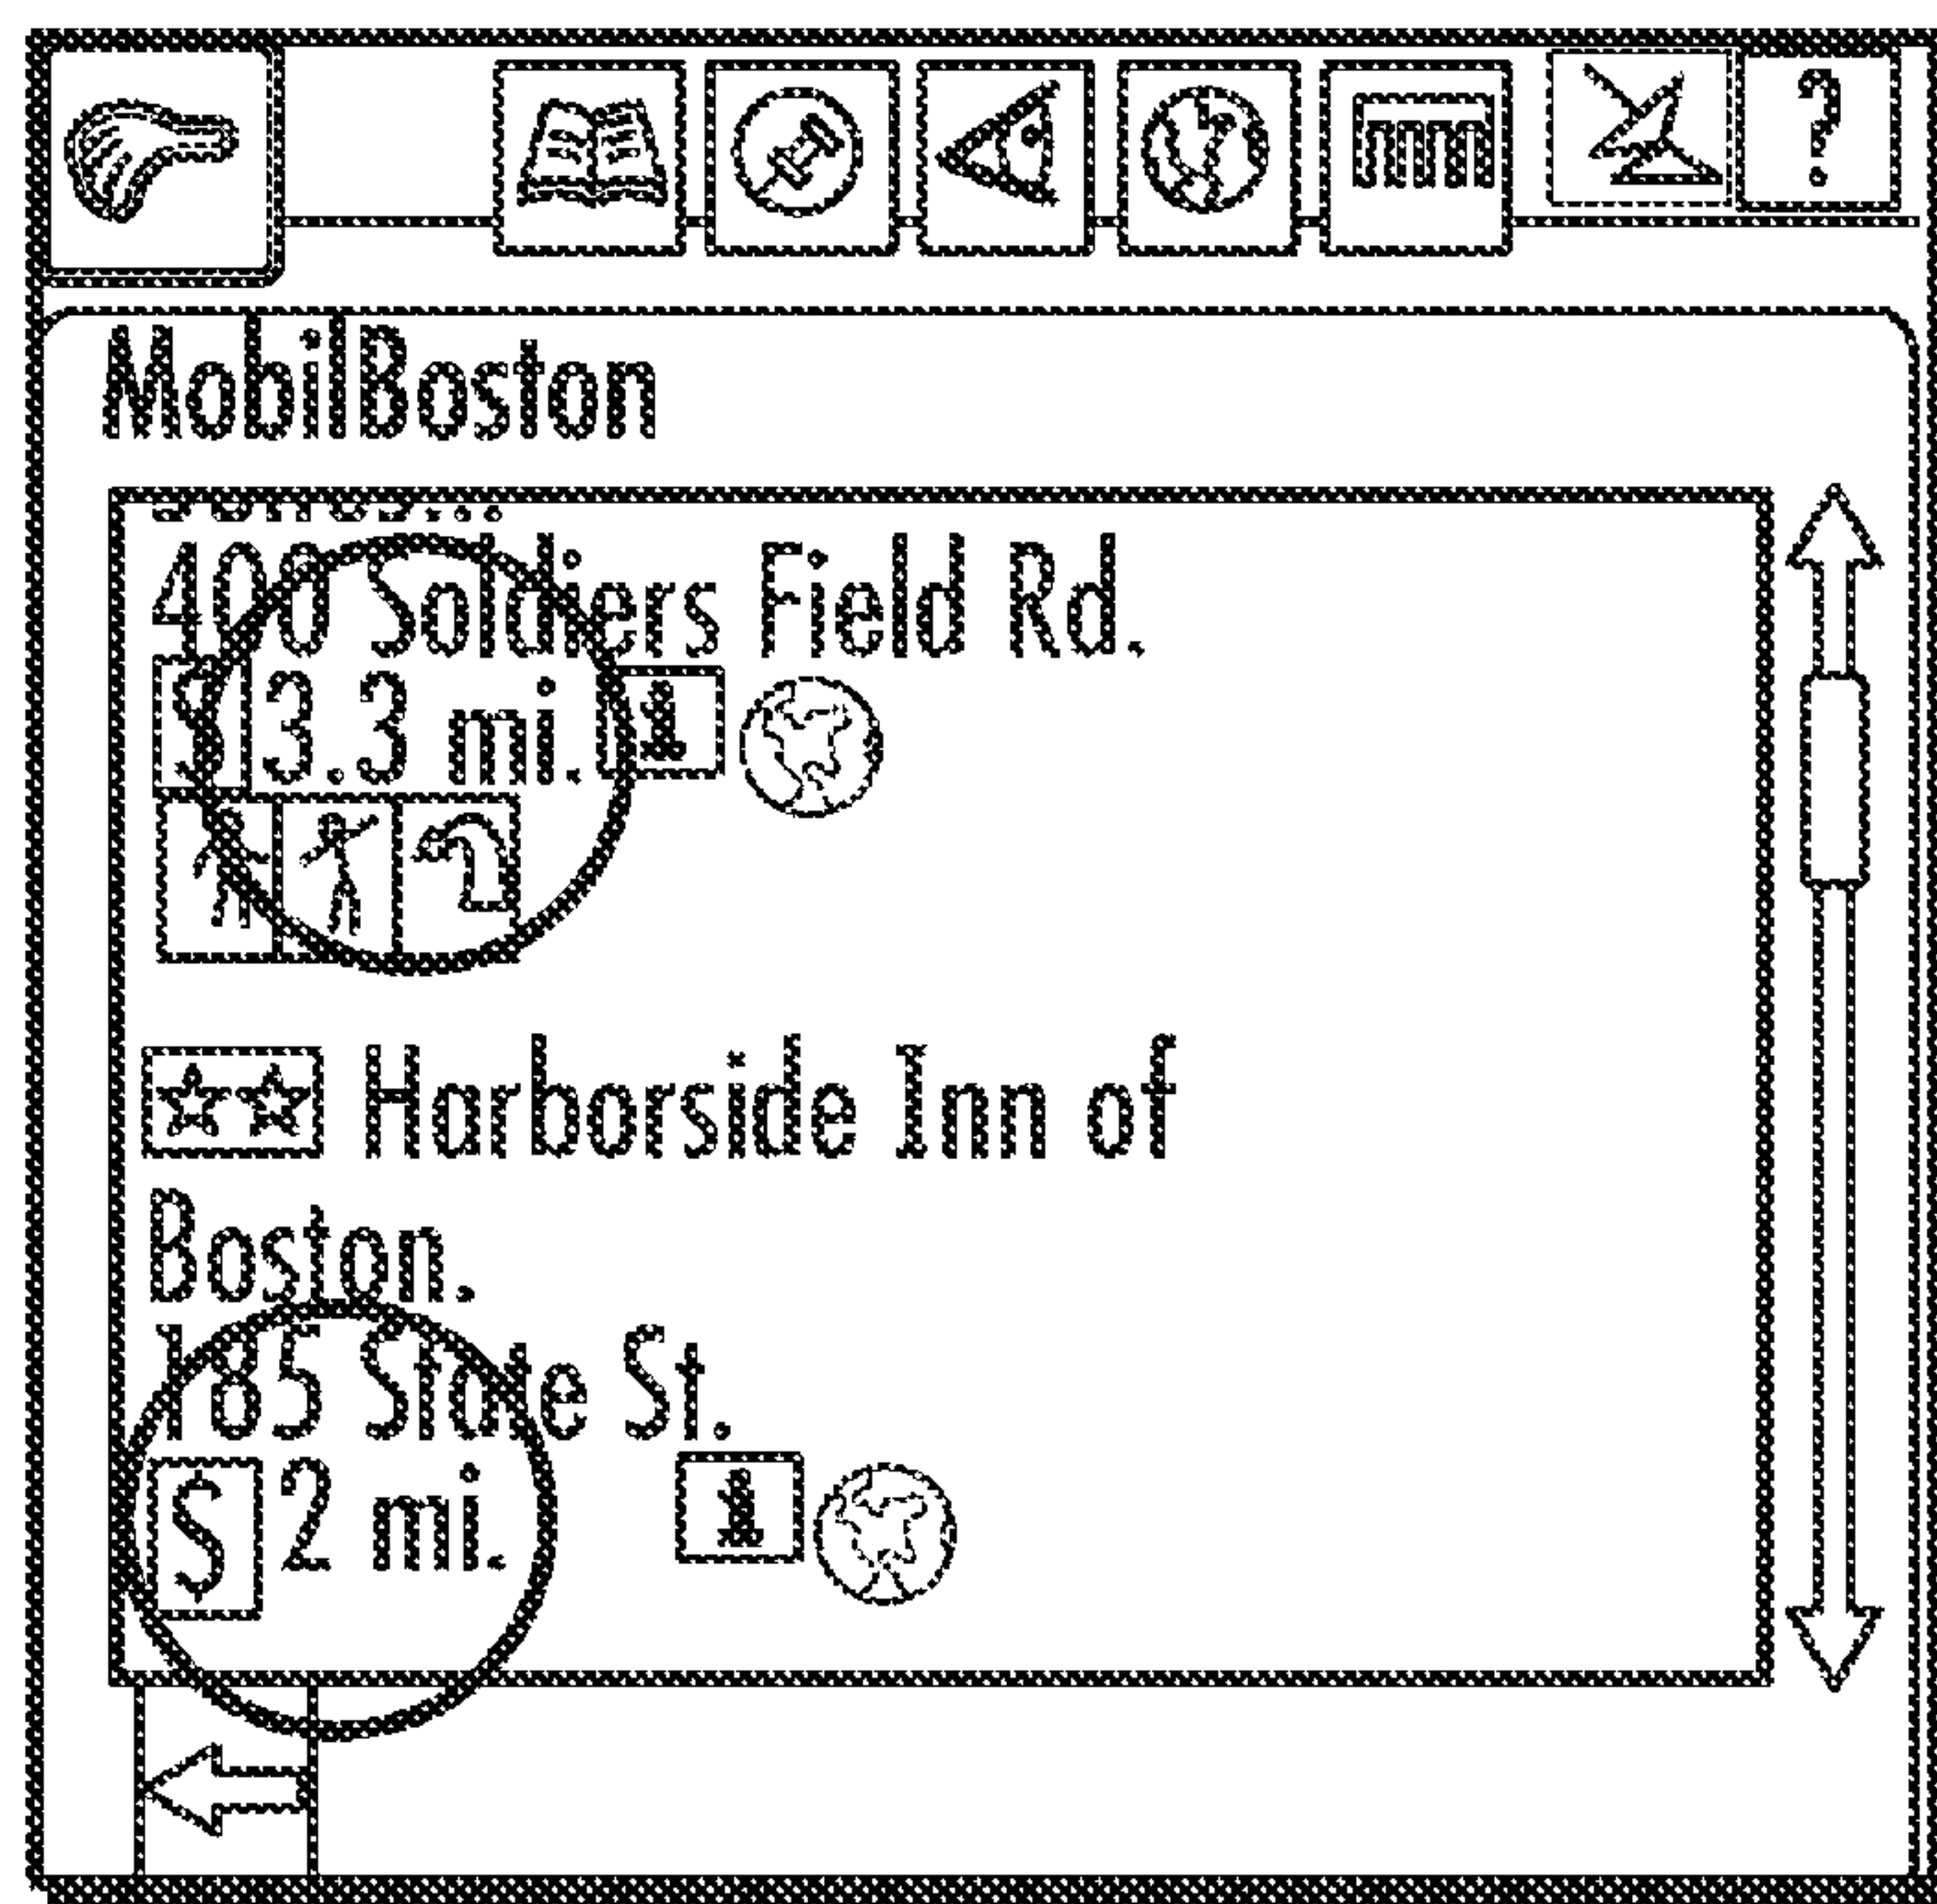 ?
MobilBoston
400 Soldiers Field Rd.
$ 3.3 mi. i
Harborside Inn of
Boston.
185 State St.
$ 2 mi. i